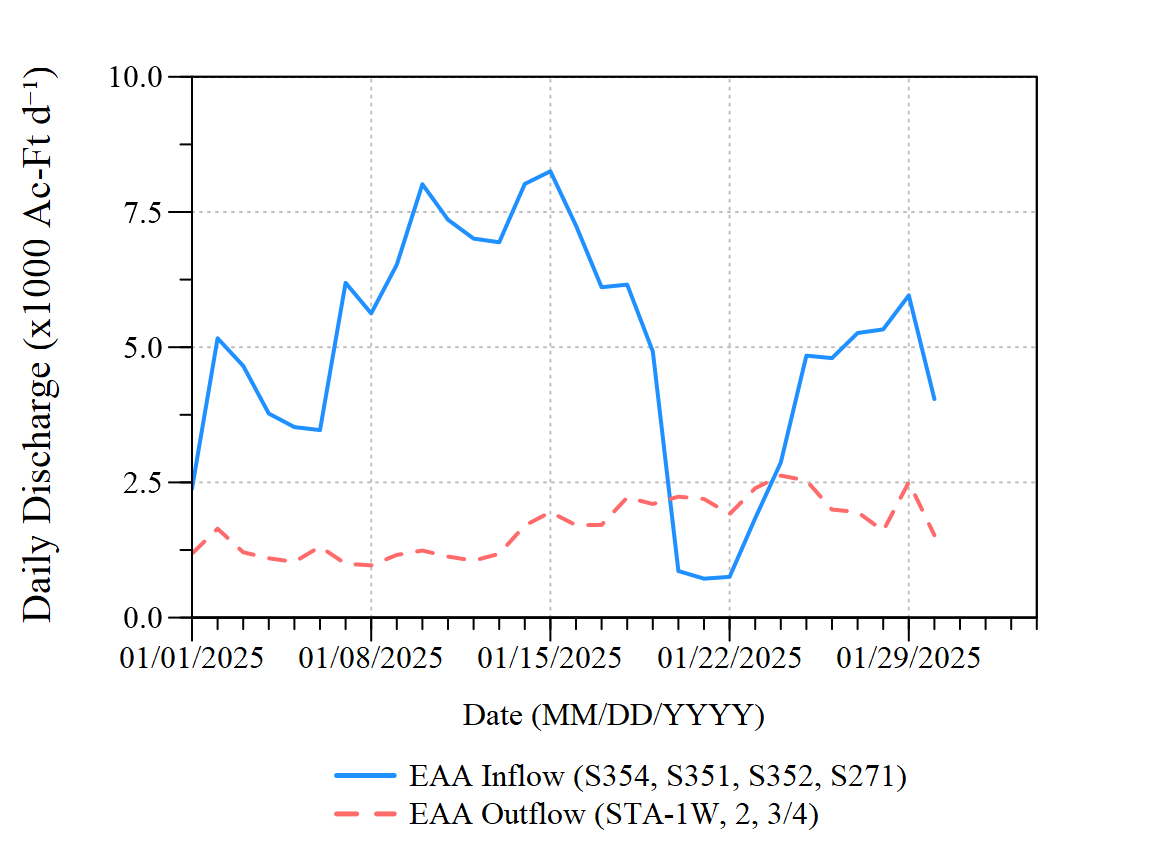 Daily Discharge (x1000 Ac-Ft d⁻¹)
10.0
7.5
5.0
2.5
0.0
01/01/2025 01/08/2025 01/15/2025 01/22/2025 01/29/2025
Date (MM/DD/YYYY)
EAA Inflow (S354, S351, S352, S271)
EAA Outflow (STA-1W, 2, 3/4)